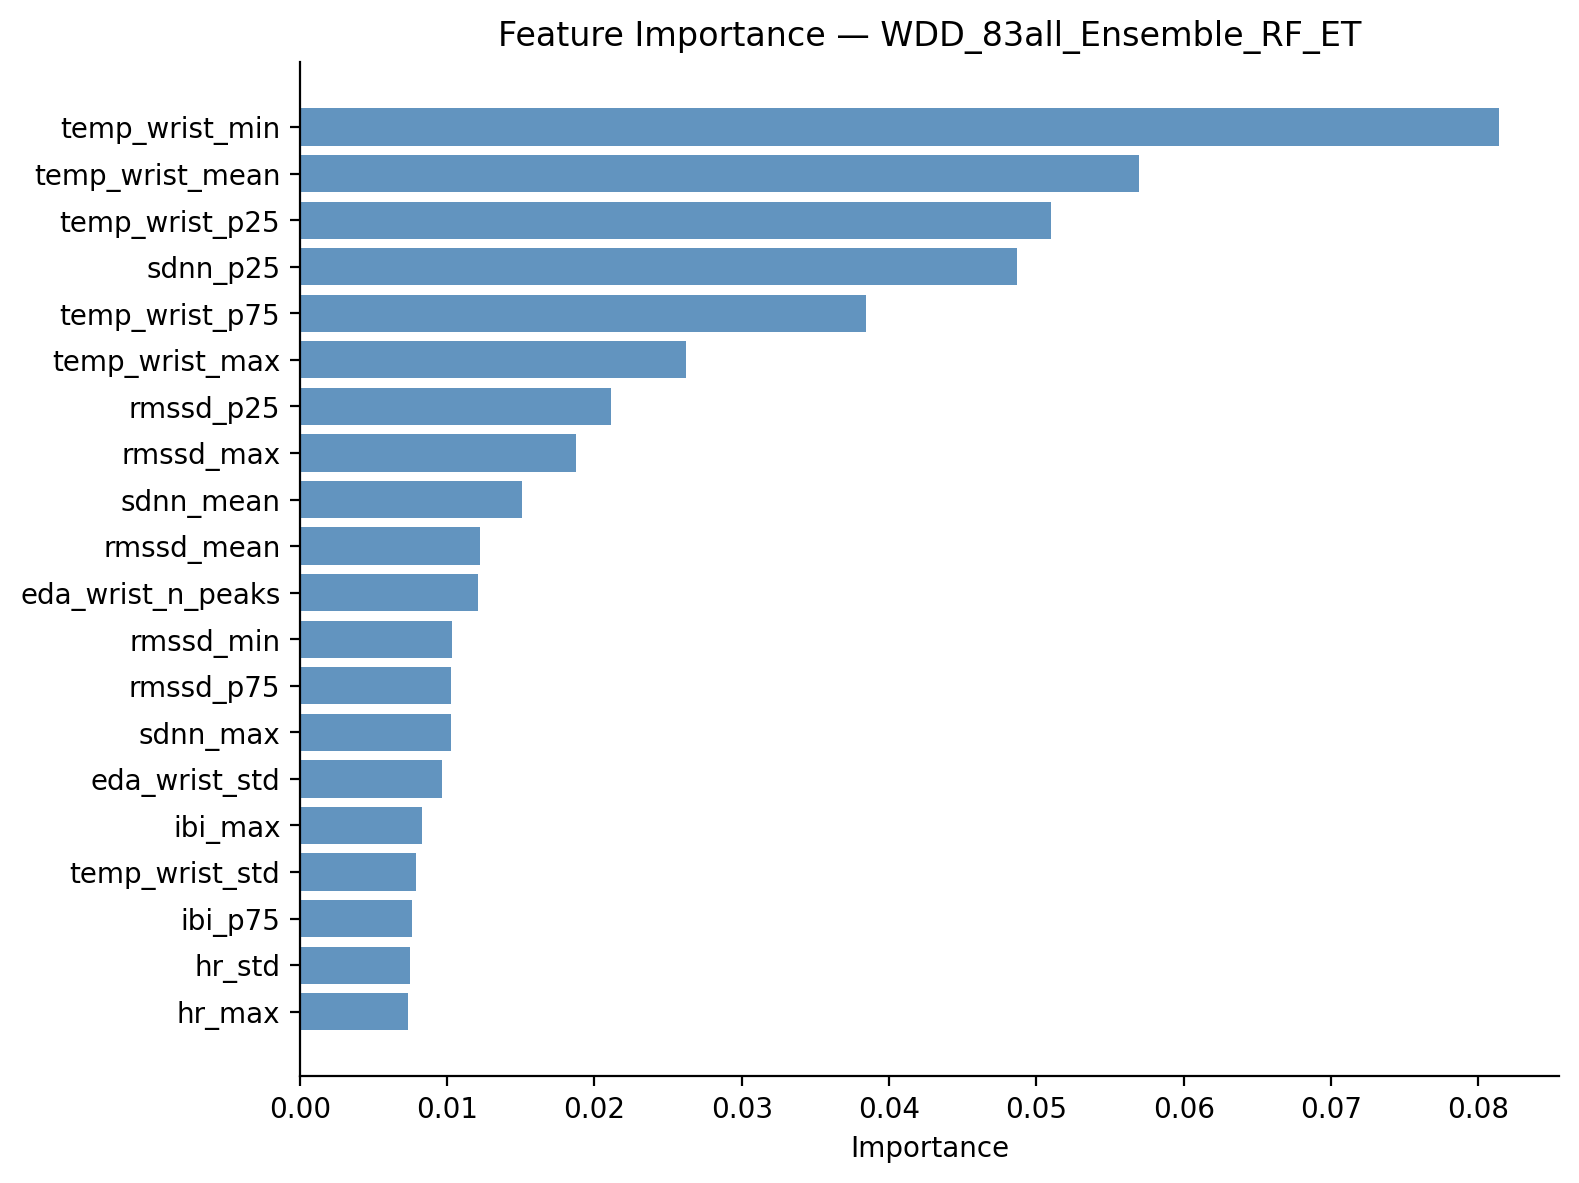 Feature Importance — WDD_83all_Ensemble_RF_ET
temp_wrist_min
temp_wrist_mean
temp_wrist_p25
sdnn_p25
temp_wrist_p75
temp_wrist_max
rmssd_p25
rmssd_max
sdnn_mean
rmssd_mean
eda_wrist_n_peaks
rmssd_min
rmssd_p75
sdnn_max
eda_wrist_std
ibi_max
temp_wrist_std
ibi_p75
hr_std
hr_max
0.00 0.01 0.02 0.03 0.04 0.05 0.06 0.07 0.08
Importance